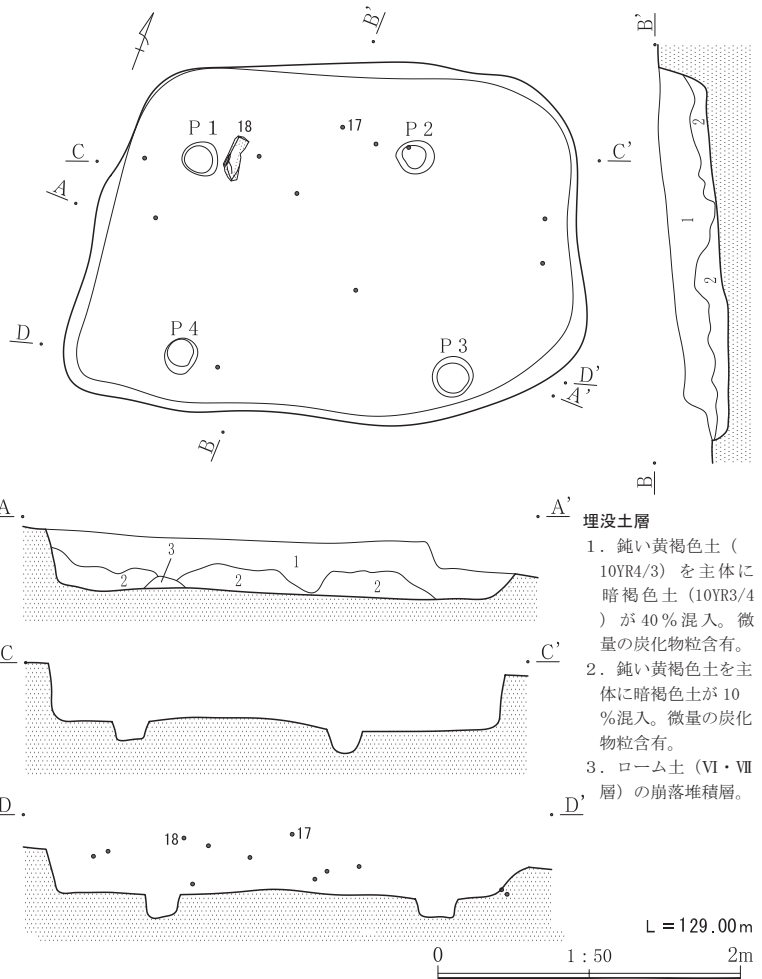 B'
B'
P 1
18
17
P 2
C
C'
A
2
1
2
D
P 4
P 3
D'
A'
B
B
A
A'
3
1
2
2
2
埋没土層
1．鈍い黄褐色土（
10YR4/3）を主体に
暗褐色土（10YR3/4
）が40％混入。微
量の炭化物粒含有。
2．鈍い黄褐色土を主
体に暗褐色土が10
％混入。微量の炭化
物粒含有。
3．ローム土（Ⅵ・Ⅶ
層）の崩落堆積層。
C
C'
D
D'
18
17
L＝129.00m
0
1：50
2m